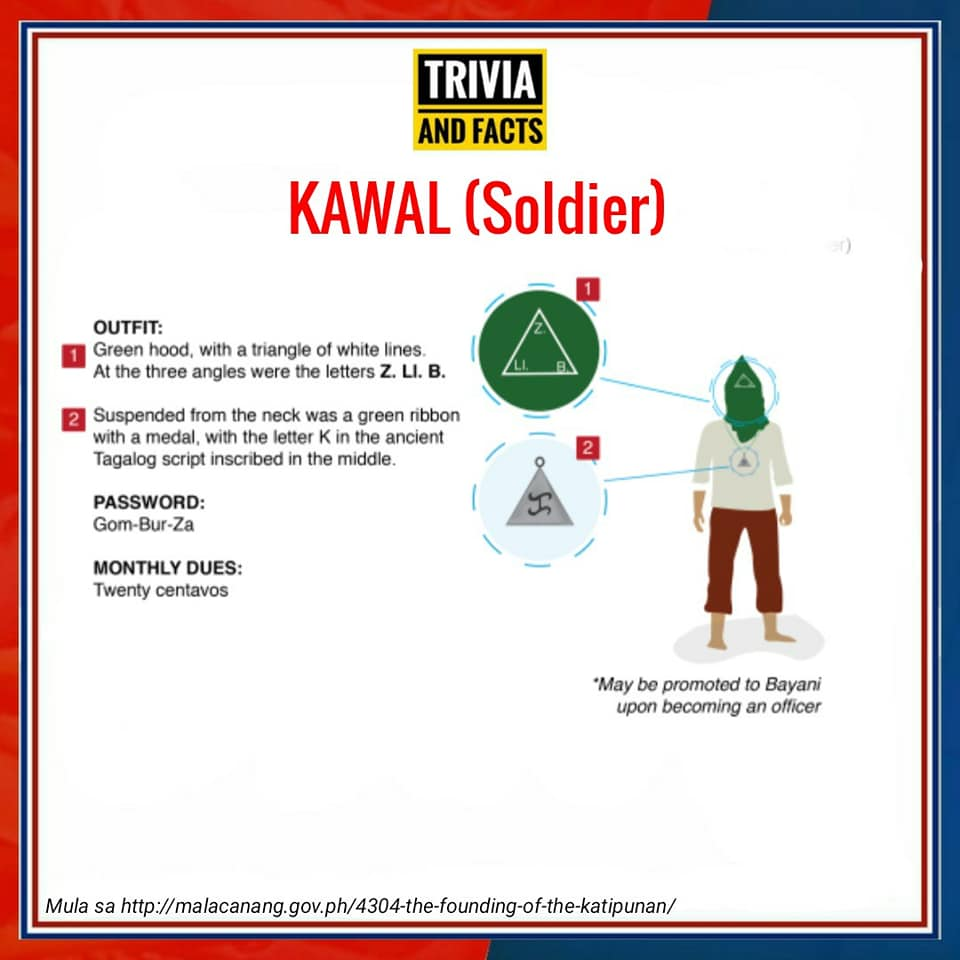 TRIVIA
AND FACTS
KAWAL (Soldier)
er)
OUTFIT:
1 Green hood, with a triangle of white lines.
At the three angles were the letters Z. Ll. B.
2 Suspended from the neck was a green ribbon
with a medal, with the letter K in the ancient
Tagalog script inscribed in the middle.
PASSWORD:
Gom-Bur-Za
MONTHLY DUES:
Twenty centavos
1
Z.
Ll. B.
2
ᜃ
*May be promoted to Bayani
upon becoming an officer
Mula sa http://malacanang.gov.ph/4304-the-founding-of-the-katipunan/